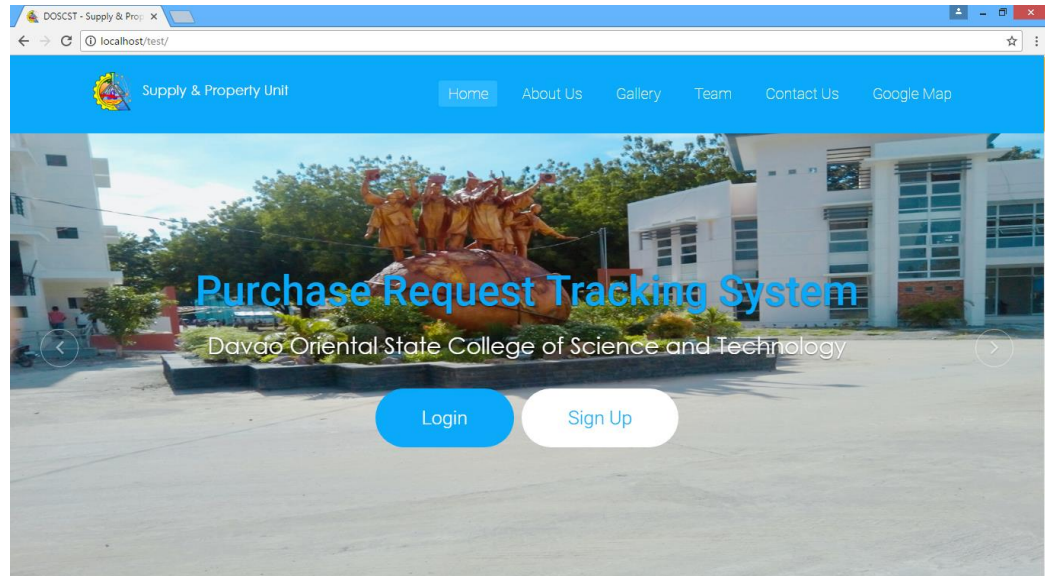 DOSCST - Supply & Prop
localhost/test/
Supply & Property Unit
Home About Us Gallery Team Contact Us Google Map
Purchase Request Tracking System
Davao Oriental State College of Science and Technology
Login Sign Up